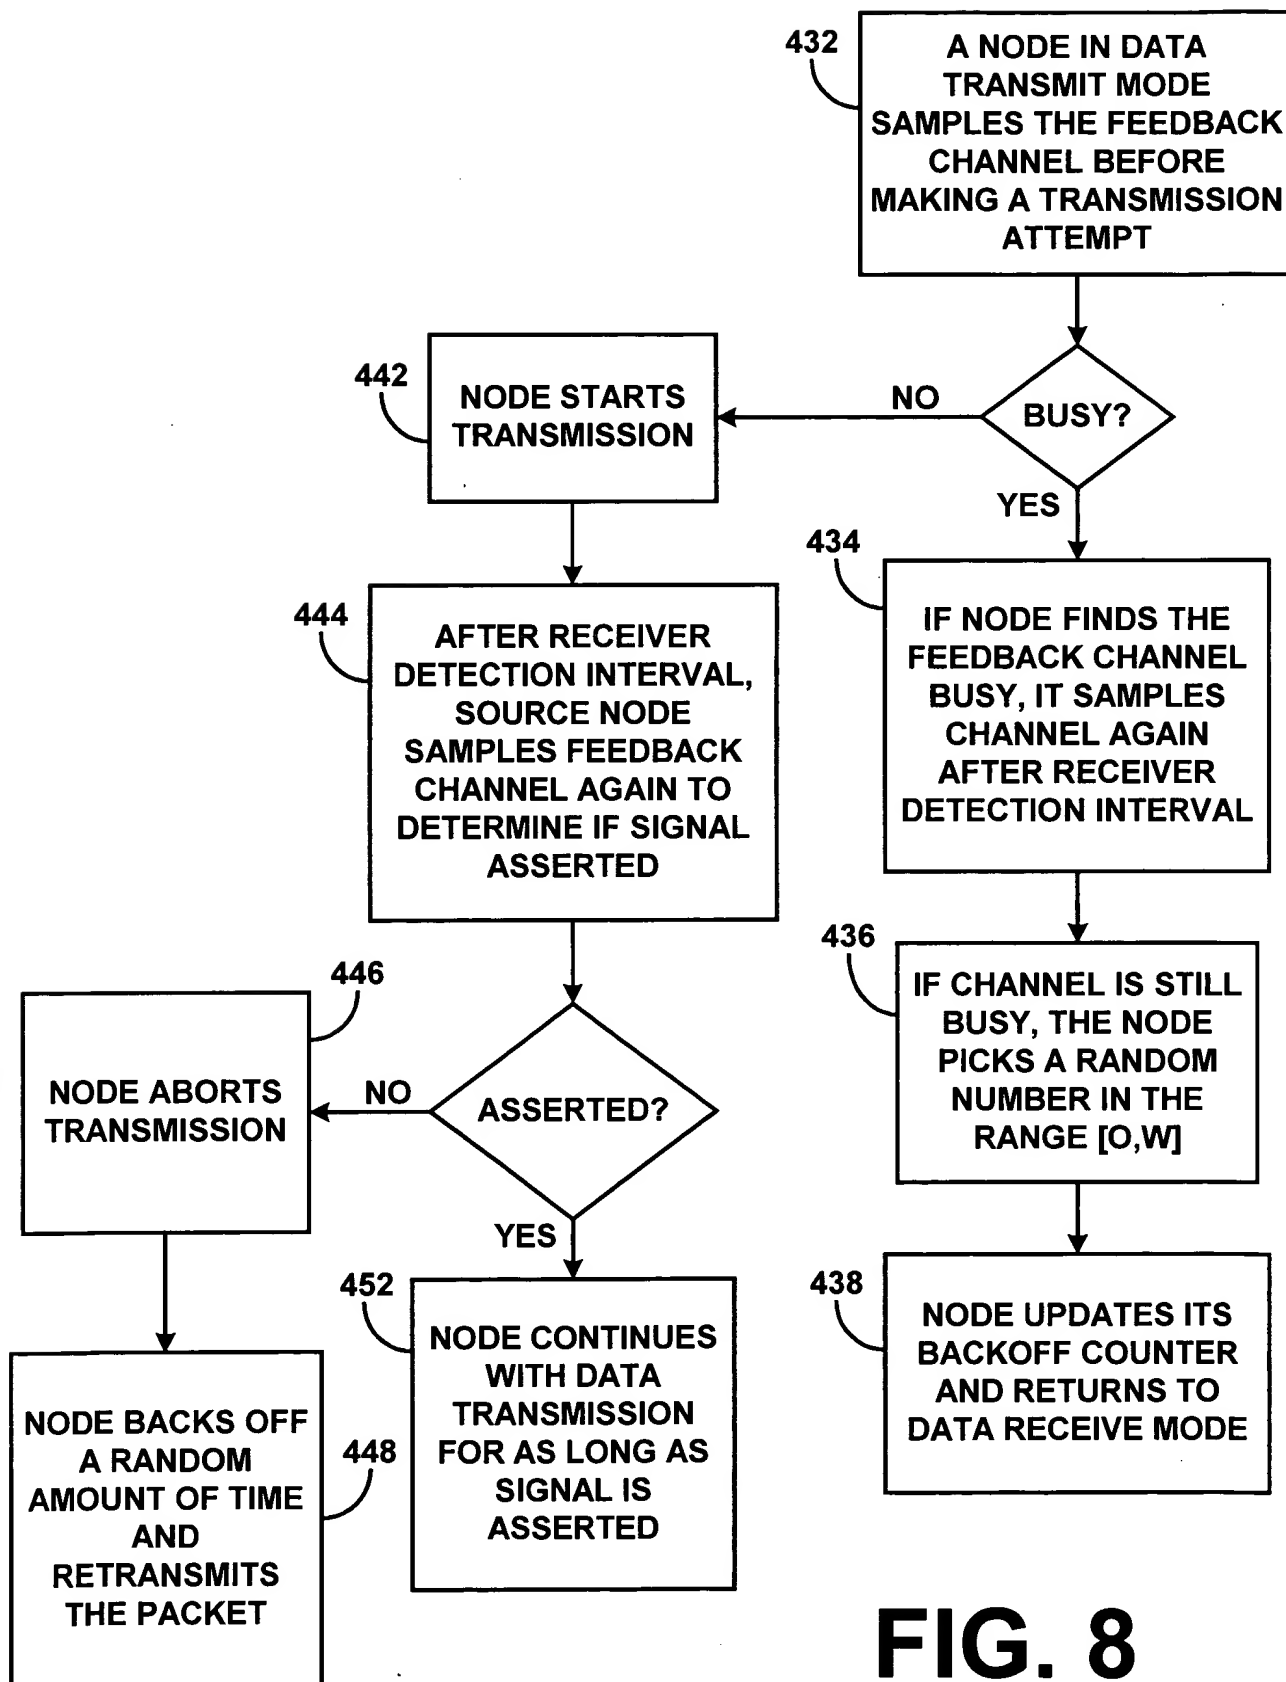 432
A NODE IN DATA
TRANSMIT MODE
SAMPLES THE FEEDBACK
CHANNEL BEFORE
MAKING A TRANSMISSION
ATTEMPT
BUSY?
NO
YES
442
NODE STARTS
TRANSMISSION
434
IF NODE FINDS THE
FEEDBACK CHANNEL
BUSY, IT SAMPLES
CHANNEL AGAIN
AFTER RECEIVER
DETECTION INTERVAL
444
AFTER RECEIVER
DETECTION INTERVAL,
SOURCE NODE
SAMPLES FEEDBACK
CHANNEL AGAIN TO
DETERMINE IF SIGNAL
ASSERTED
436
IF CHANNEL IS STILL
BUSY, THE NODE
PICKS A RANDOM
NUMBER IN THE
RANGE [O,W]
446
NODE ABORTS
TRANSMISSION
NO
ASSERTED?
YES
438
NODE UPDATES ITS
BACKOFF COUNTER
AND RETURNS TO
DATA RECEIVE MODE
452
NODE CONTINUES
WITH DATA
TRANSMISSION
FOR AS LONG AS
SIGNAL IS
ASSERTED
448
NODE BACKS OFF
A RANDOM
AMOUNT OF TIME
AND
RETRANSMITS
THE PACKET
FIG. 8